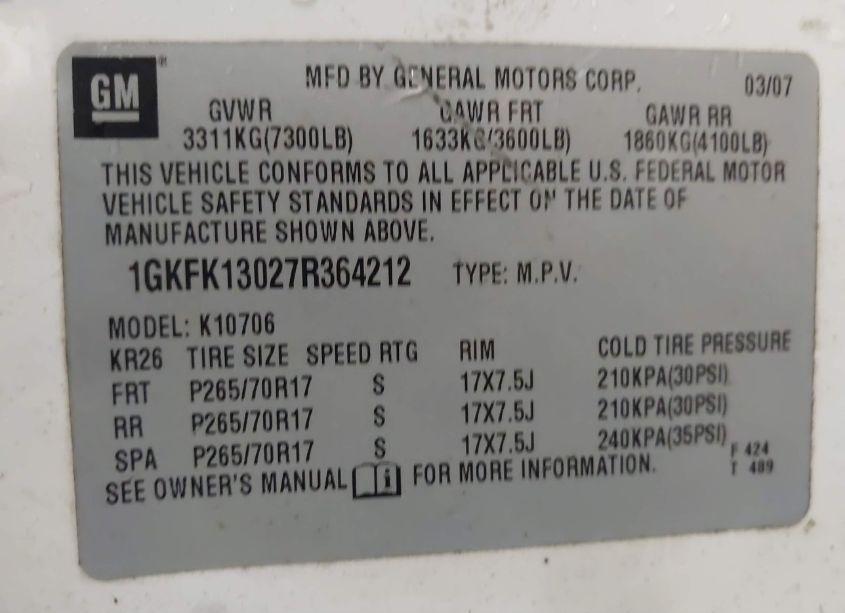 GM
MFD BY GENERAL MOTORS CORP. 03/07
GVWR GAWR FRT GAWR RR
3311KG(7300LB) 1633KG(3600LB) 1860KG(4100LB)
THIS VEHICLE CONFORMS TO ALL APPLICABLE U.S. FEDERAL MOTOR
VEHICLE SAFETY STANDARDS IN EFFECT ON THE DATE OF
MANUFACTURE SHOWN ABOVE.
1GKFK13027R364212 TYPE: M.P.V.
MODEL: K10706
KR26 TIRE SIZE SPEED RTG RIM COLD TIRE PRESSURE
FRT P265/70R17 S 17X7.5J 210KPA(30PSI)
RR P265/70R17 S 17X7.5J 210KPA(30PSI)
SPA P265/70R17 S 17X7.5J 240KPA(35PSI)
SEE OWNER'S MANUAL i FOR MORE INFORMATION.
F 424
T 489